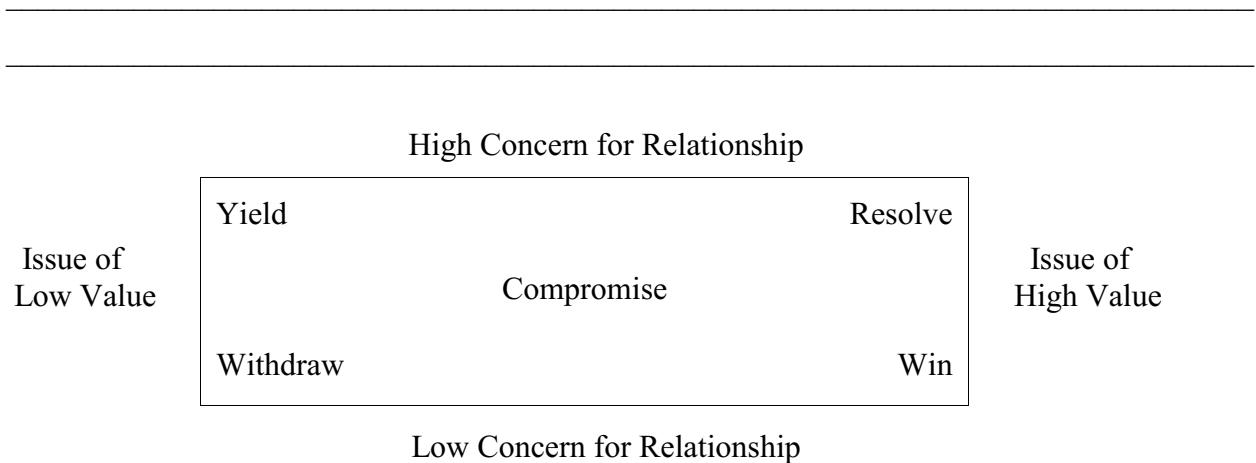 High Concern for Relationship
Yield Resolve
Issue of Issue of
Low Value Compromise High Value
Withdraw Win
Low Concern for Relationship